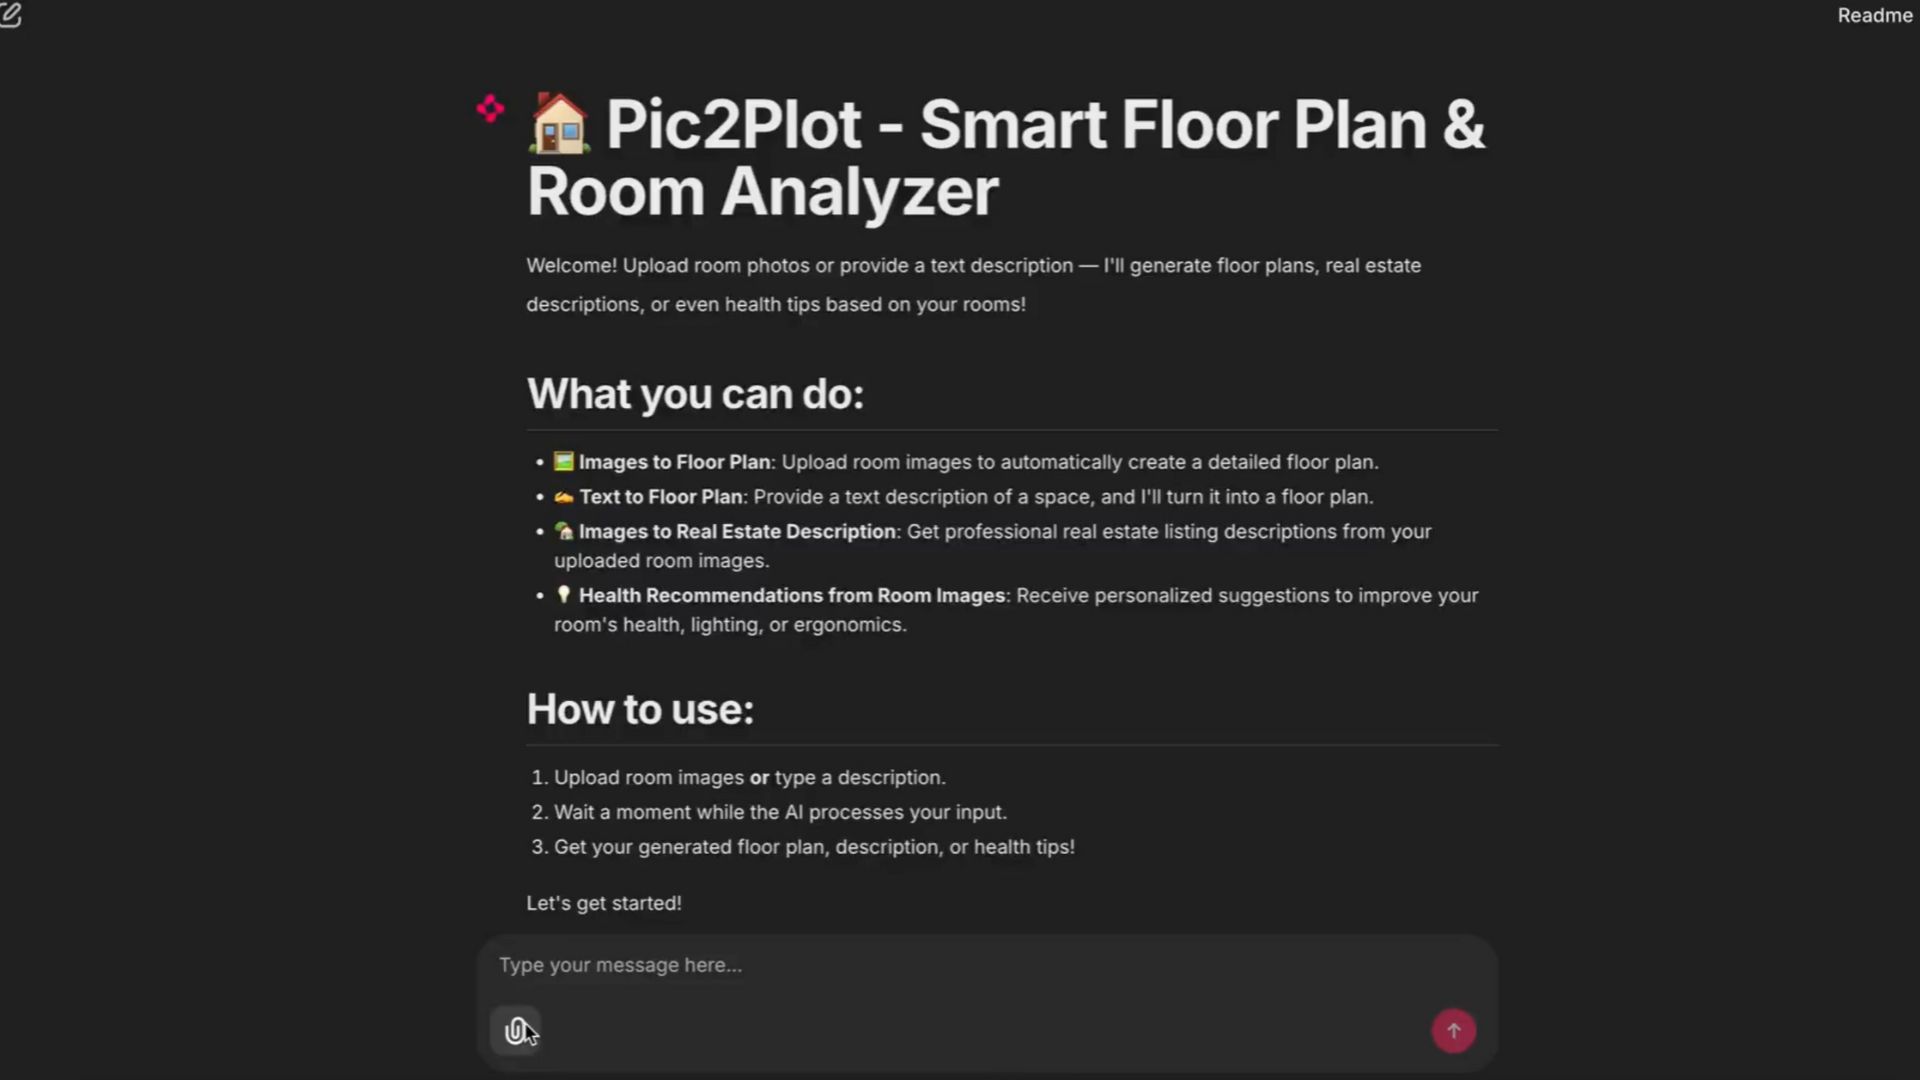 Readme
Pic2Plot - Smart Floor Plan &
Room Analyzer
Welcome! Upload room photos or provide a text description — I'll generate floor plans, real estate
descriptions, or even health tips based on your rooms!
What you can do:
• Images to Floor Plan: Upload room images to automatically create a detailed floor plan.
• Text to Floor Plan: Provide a text description of a space, and I'll turn it into a floor plan.
• Images to Real Estate Description: Get professional real estate listing descriptions from your
uploaded room images.
• Health Recommendations from Room Images: Receive personalized suggestions to improve your
room's health, lighting, or ergonomics.
How to use:
1. Upload room images or type a description.
2. Wait a moment while the AI processes your input.
3. Get your generated floor plan, description, or health tips!
Let's get started!
Type your message here...